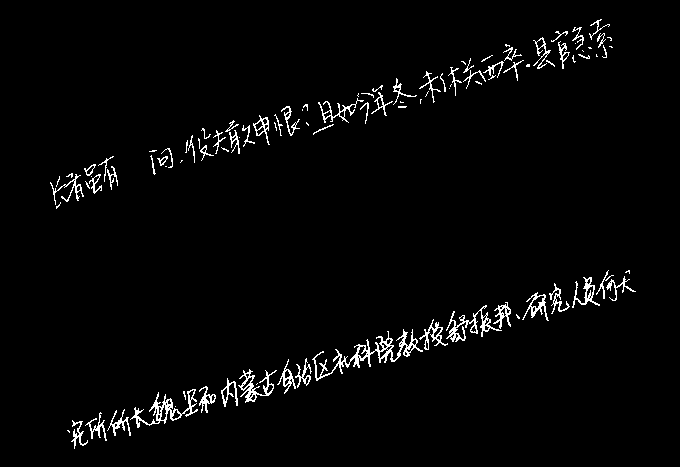 长者虽有 问,役夫敢申恨?且如今年冬,未休关西卒.县官急索
究所所长魏坚和内蒙古自治区社科院教授舒振邦、研究人员何天